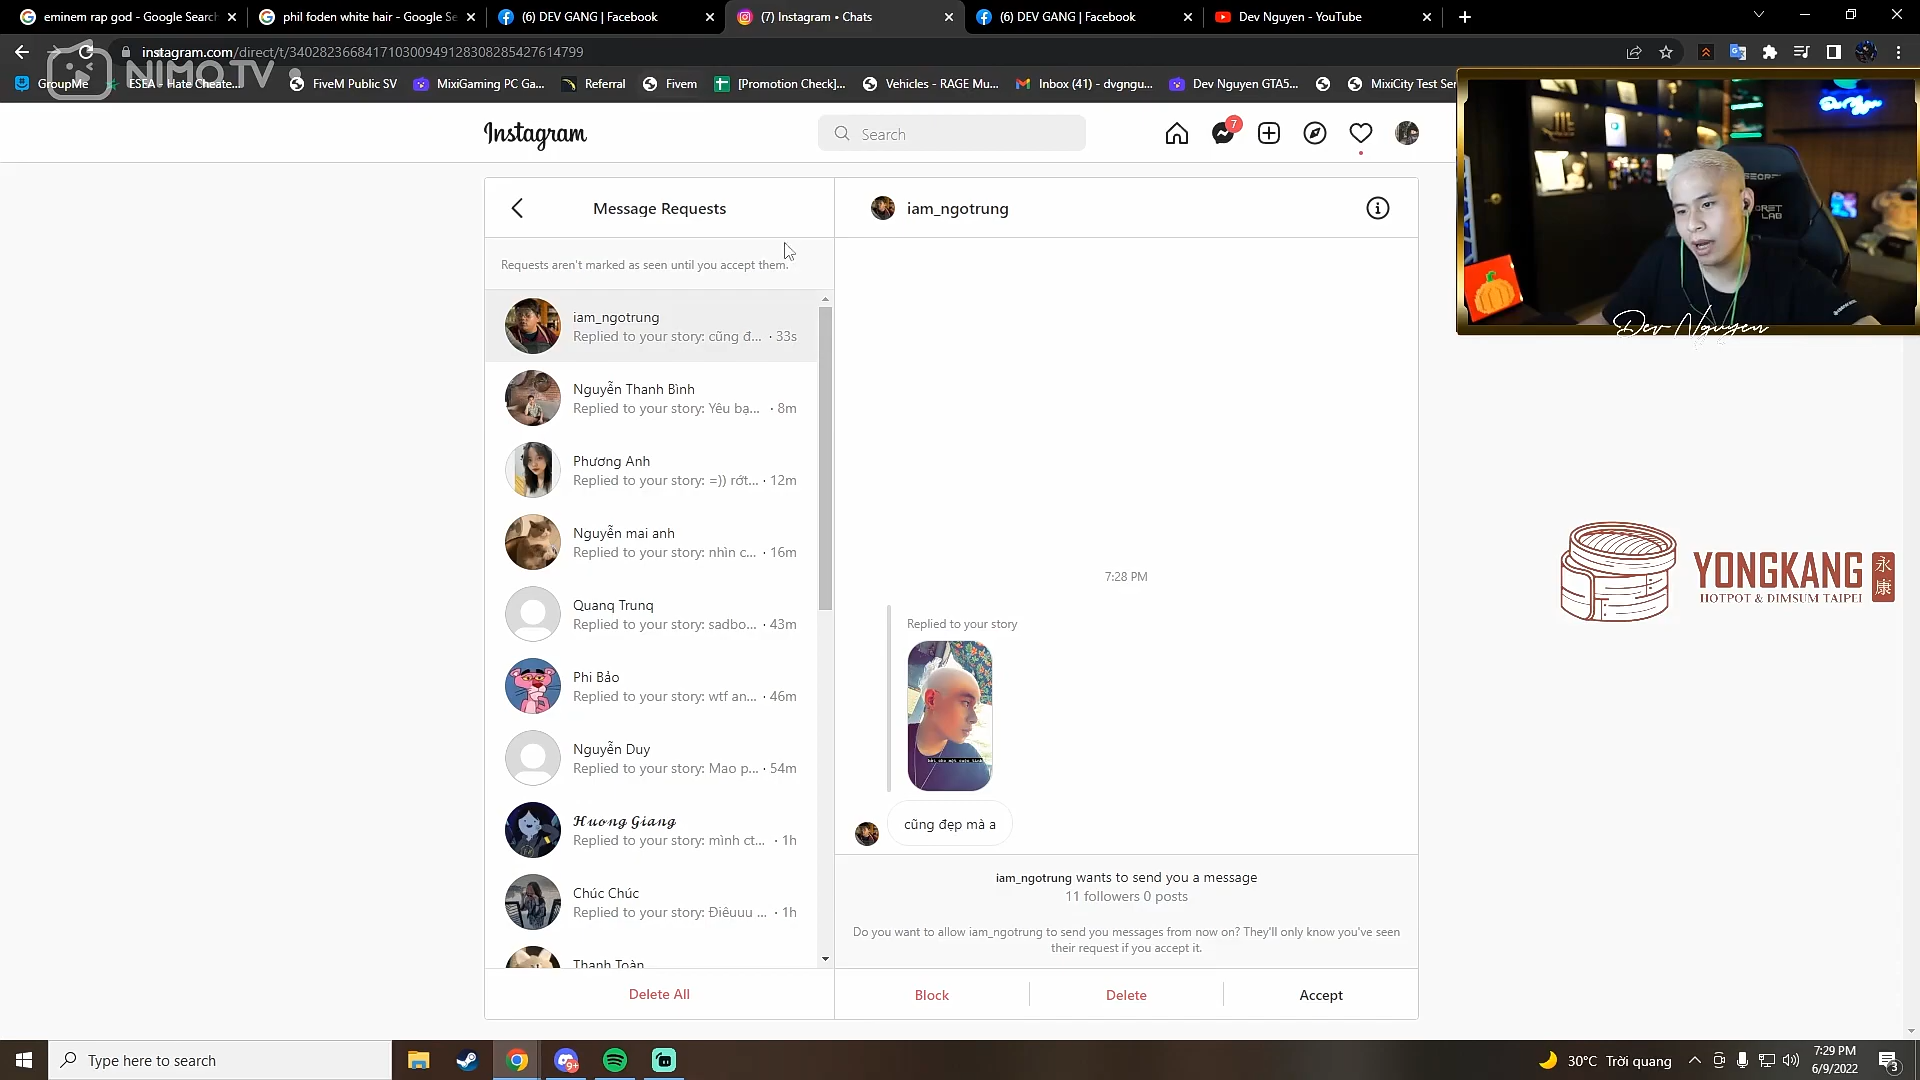 eminem rap god - Google Search
phil foden white hair - Google Se
(6) DEV GANG | Facebook
(7) Instagram • Chats
(6) DEV GANG | Facebook
Dev Nguyen - YouTube
instagram.com/direct/t/340282366841710300949128308285427614799
NIMO.TV
GroupMe
ESEA - Hate Cheate...
FiveM Public SV
MixiGaming PC Ga...
Referral
Fivem
[Promotion Check]...
Vehicles - RAGE Mu...
Inbox (41) - dvgngu...
Dev Nguyen GTA5...
MixiCity Test Ser
Instagram
Search
7
Message Requests
Requests aren't marked as seen until you accept them.
iam_ngotrung
Replied to your story: cũng đ... · 33s
Nguyễn Thanh Bình
Replied to your story: Yêu bạ... · 8m
Phương Anh
Replied to your story: =)) rớt... · 12m
Nguyễn mai anh
Replied to your story: nhìn c... · 16m
Quang Trung
Replied to your story: sadbo... · 43m
Phi Bảo
Replied to your story: wtf an... · 46m
Nguyễn Duy
Replied to your story: Mao p... · 54m
Huong Giang
Replied to your story: mình ct... · 1h
Chúc Chúc
Replied to your story: Điêuuu ... · 1h
Thanh Toàn
Delete All
iam_ngotrung
7:28 PM
Replied to your story
cũng đẹp mà a
iam_ngotrung wants to send you a message
11 followers 0 posts
Do you want to allow iam_ngotrung to send you messages from now on? They'll only know you've seen
their request if you accept it.
Block
Delete
Accept
Dev Nguyen
SECRET
LAB
Dev Nguyen
YONGKANG
永康
HOTPOT & DIMSUM TAIPEI
Type here to search
9+
30°C Trời quang
7:29 PM
6/9/2022
3